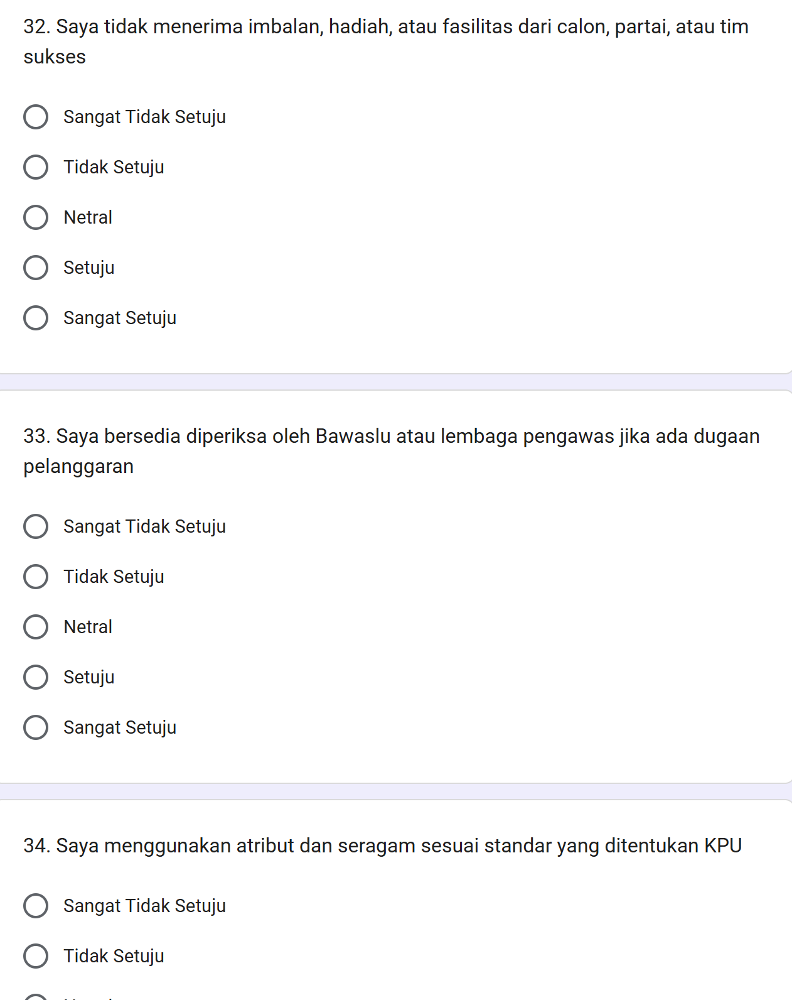 32. Saya tidak menerima imbalan, hadiah, atau fasilitas dari calon, partai, atau tim
sukses
Sangat Tidak Setuju
Tidak Setuju
Netral
Setuju
Sangat Setuju
33. Saya bersedia diperiksa oleh Bawaslu atau lembaga pengawas jika ada dugaan
pelanggaran
Sangat Tidak Setuju
Tidak Setuju
Netral
Setuju
Sangat Setuju
34. Saya menggunakan atribut dan seragam sesuai standar yang ditentukan KPU
Sangat Tidak Setuju
Tidak Setuju